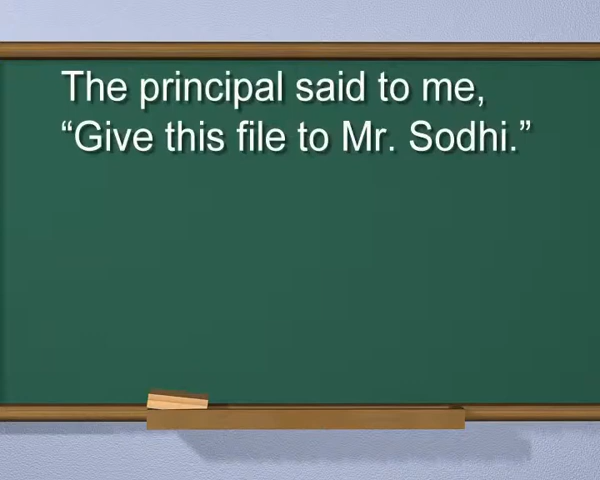 The principal said to me,
“Give this file to Mr. Sodhi.”